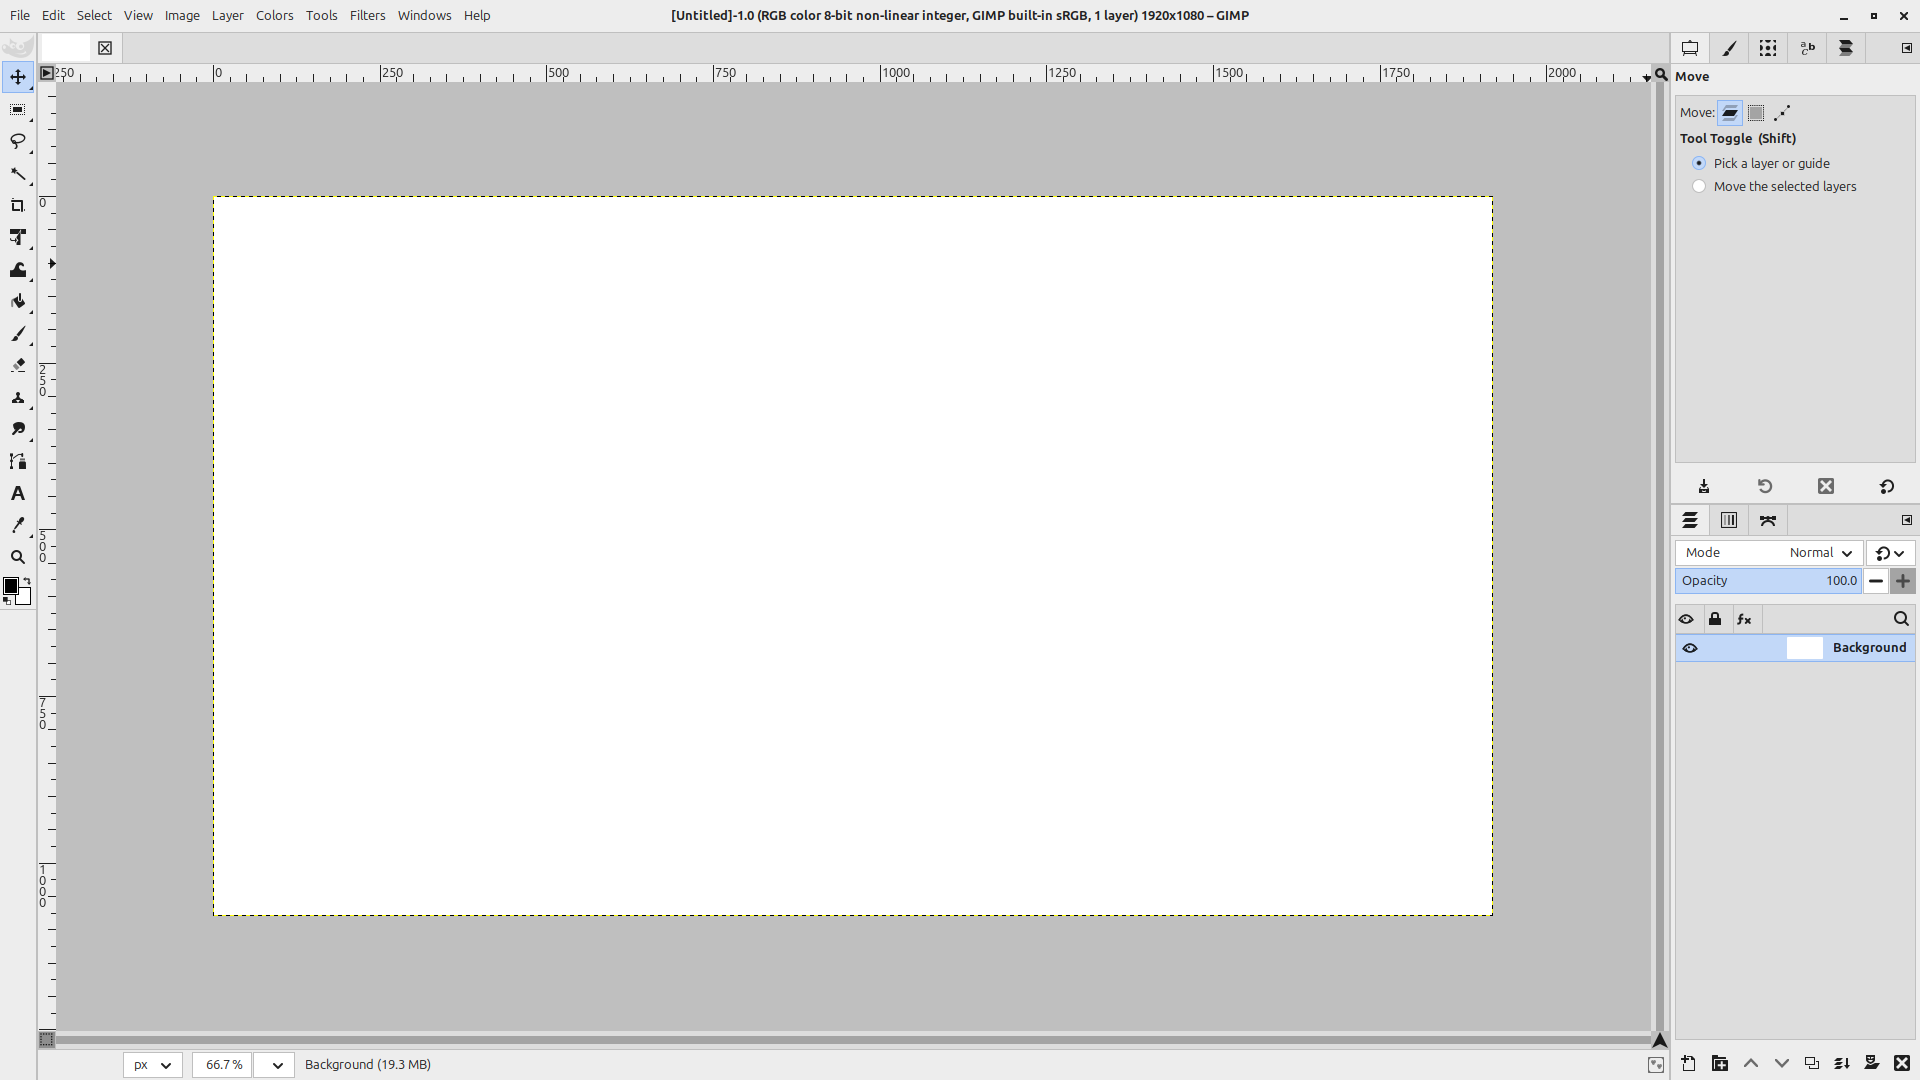 File Edit Select View Image Layer Colors Tools Filters Windows Help
[Untitled]-1.0 (RGB color 8-bit non-linear integer, GIMP built-in sRGB, 1 layer) 1920x1080 – GIMP
250 0 250 500 750 1000 1250 1500 1750 2000
0
250
500
750
1000
px
66.7 %
Background (19.3 MB)
Move
Move:
Tool Toggle (Shift)
Pick a layer or guide
Move the selected layers
Mode Normal
Opacity 100.0
Background